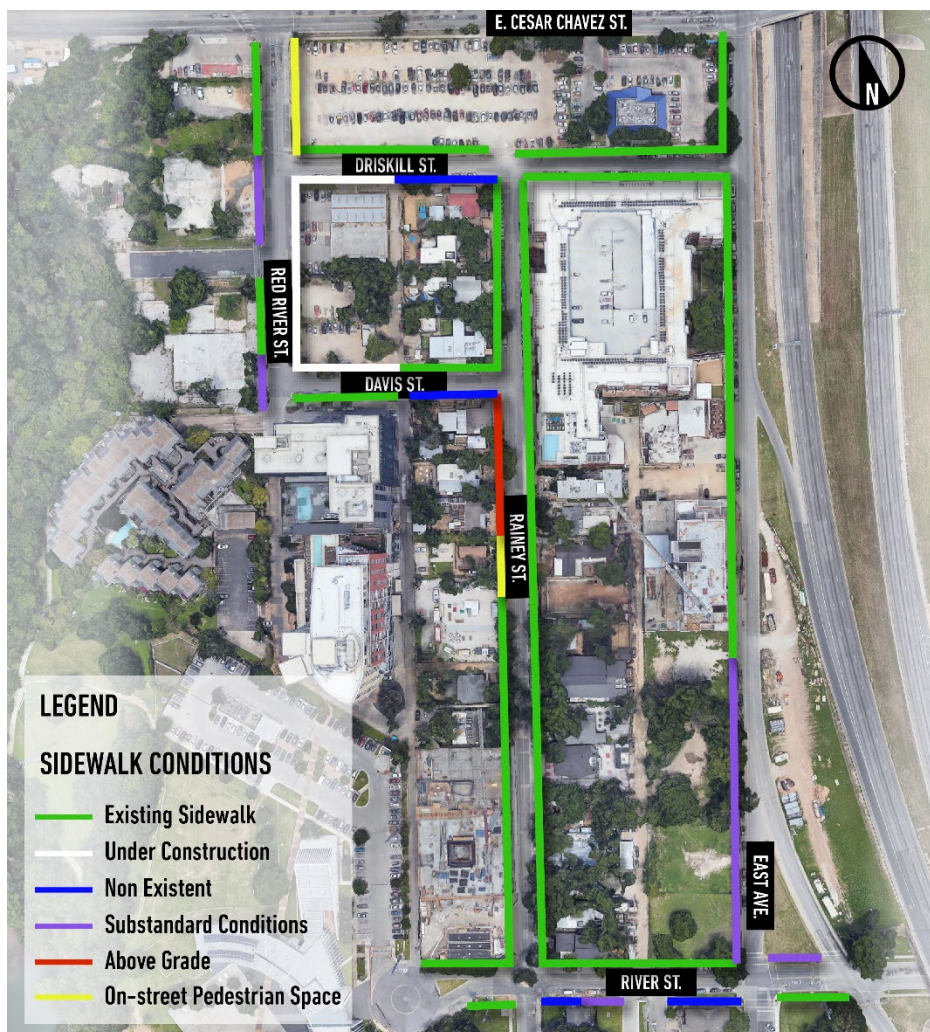 E. CESAR CHAVEZ ST.
N
DRISKILL ST.
RED RIVER ST.
DAVIS ST.
RAINEY ST.
LEGEND
SIDEWALK CONDITIONS
Existing Sidewalk
Under Construction
Non Existent
Substandard Conditions
Above Grade
On-street Pedestrian Space
EAST AVE.
RIVER ST.